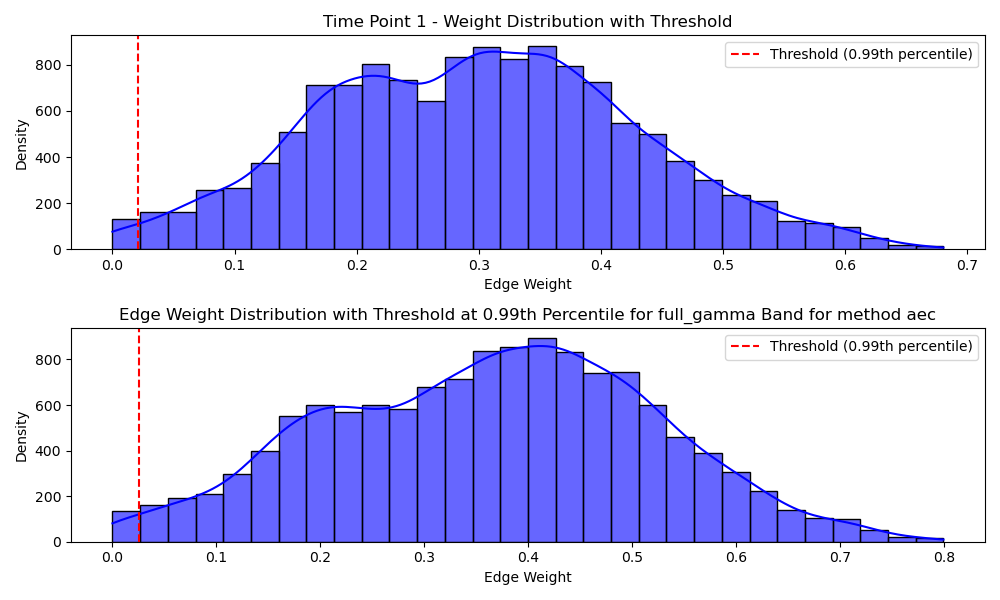 Time Point 1 - Weight Distribution with Threshold
Threshold (0.99th percentile)
Density
800
600
400
200
0
0.0 0.1 0.2 0.3 0.4 0.5 0.6 0.7
Edge Weight
Edge Weight Distribution with Threshold at 0.99th Percentile for full_gamma Band for method aec
Threshold (0.99th percentile)
Density
800
600
400
200
0
0.0 0.1 0.2 0.3 0.4 0.5 0.6 0.7 0.8
Edge Weight